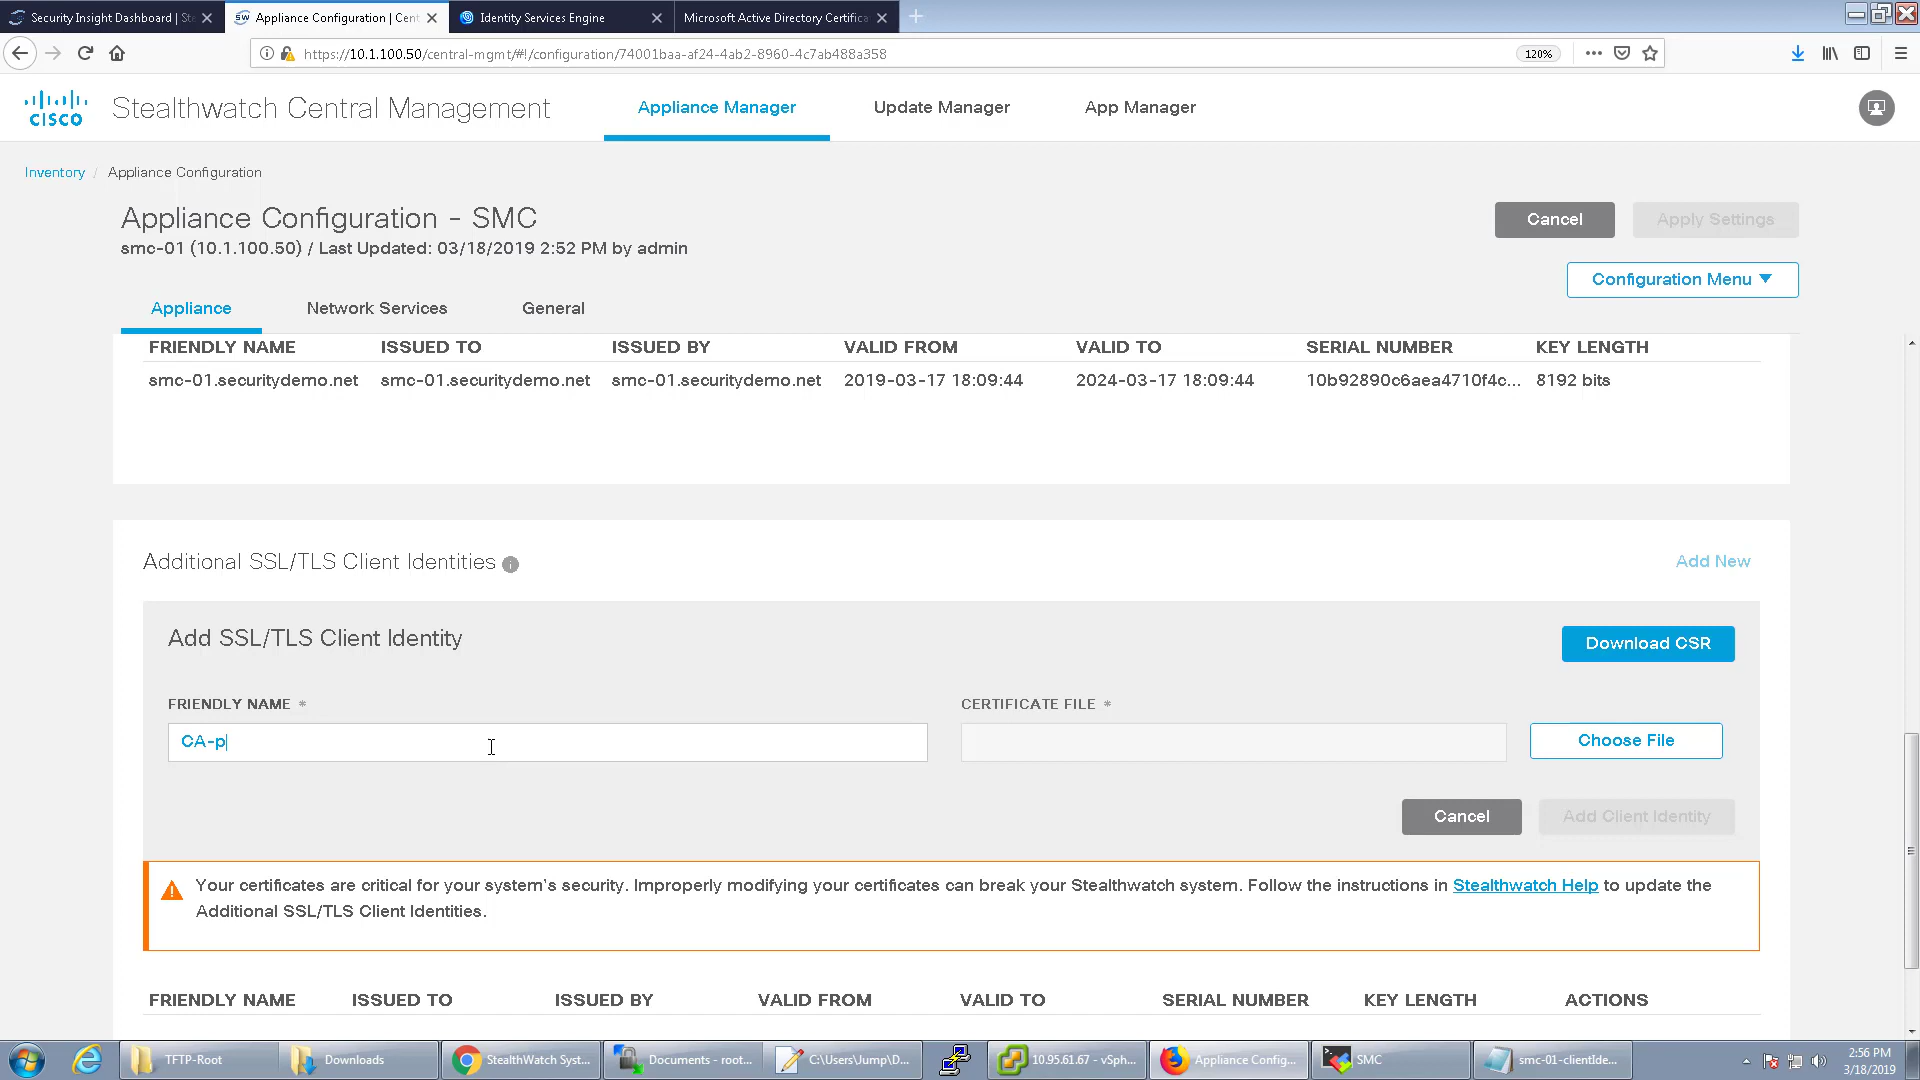 Security Insight Dashboard | Ste
Appliance Configuration | Cent
Identity Services Engine
Microsoft Active Directory Certifica
https://10.1.100.50/central-mgmt/#!/configuration/74001baa-af24-4ab2-8960-4c7ab488a358
120%
CISCO
Stealthwatch Central Management
Appliance Manager
Update Manager
App Manager
Inventory / Appliance Configuration
Appliance Configuration - SMC
Cancel
Apply Settings
smc-01 (10.1.100.50) / Last Updated: 03/18/2019 2:52 PM by admin
Configuration Menu
Appliance
Network Services
General
FRIENDLY NAME ISSUED TO ISSUED BY VALID FROM VALID TO SERIAL NUMBER KEY LENGTH
smc-01.securitydemo.net smc-01.securitydemo.net smc-01.securitydemo.net 2019-03-17 18:09:44 2024-03-17 18:09:44 10b92890c6aea4710f4c... 8192 bits
Additional SSL/TLS Client Identities
Add New
Add SSL/TLS Client Identity
Download CSR
FRIENDLY NAME *
CERTIFICATE FILE *
CA-p
Choose File
Cancel
Add Client Identity
Your certificates are critical for your system's security. Improperly modifying your certificates can break your Stealthwatch system. Follow the instructions in Stealthwatch Help to update the
Additional SSL/TLS Client Identities.
FRIENDLY NAME ISSUED TO ISSUED BY VALID FROM VALID TO SERIAL NUMBER KEY LENGTH ACTIONS
TFTP-Root
Downloads
StealthWatch Syst...
Documents - root...
C:\Users\Jump\D...
10.95.61.67 - vSph...
Appliance Config...
SMC
smc-01-clientIde...
2:56 PM
3/18/2019